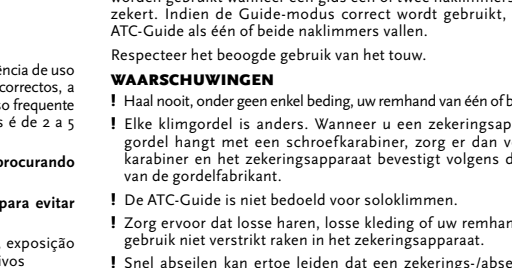 ência de uso
correctos, a
so frequente
s é de 2 a 5
procurando
para evitar
exposição
ivos
worden gebruikt wanneer een glas één of twee naklimmers
zekert. Indien de Guide-modus correct wordt gebruikt,
ATC-Guide als één of beide naklimmers vallen.
Respecteer het beoogde gebruik van het touw.
WAARSCHUWINGEN
! Haal nooit, onder geen enkel beding, uw remhand van één of b
! Elke klimgordel is anders. Wanneer u een zekeringsap
gordel hangt met een schroefkarabiner, zorg er dan v
karabiner en het zekeringsapparaat bevestigt volgens d
van de gordelfabrikant.
! De ATC-Guide is niet bedoeld voor soloklimmen.
! Zorg ervoor dat losse haren, losse kleding of uw remhan
gebruik niet verstrikt raken in het zekeringsapparaat.
! Snel abseilen kan ertoe leiden dat een zekerings-/abse